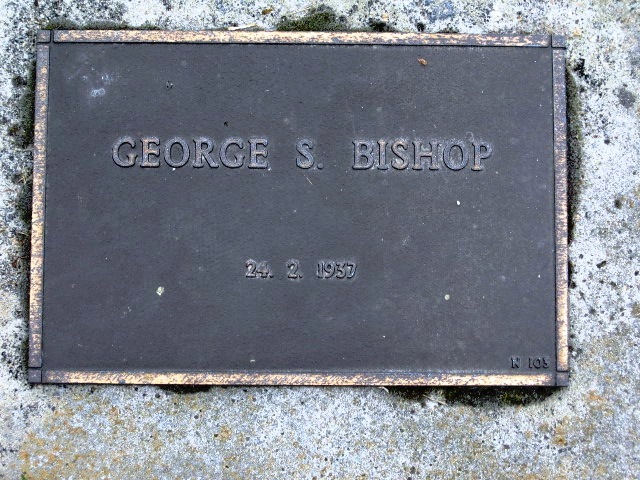 GEORGE S. BISHOP
24. 2. 1937
N 103